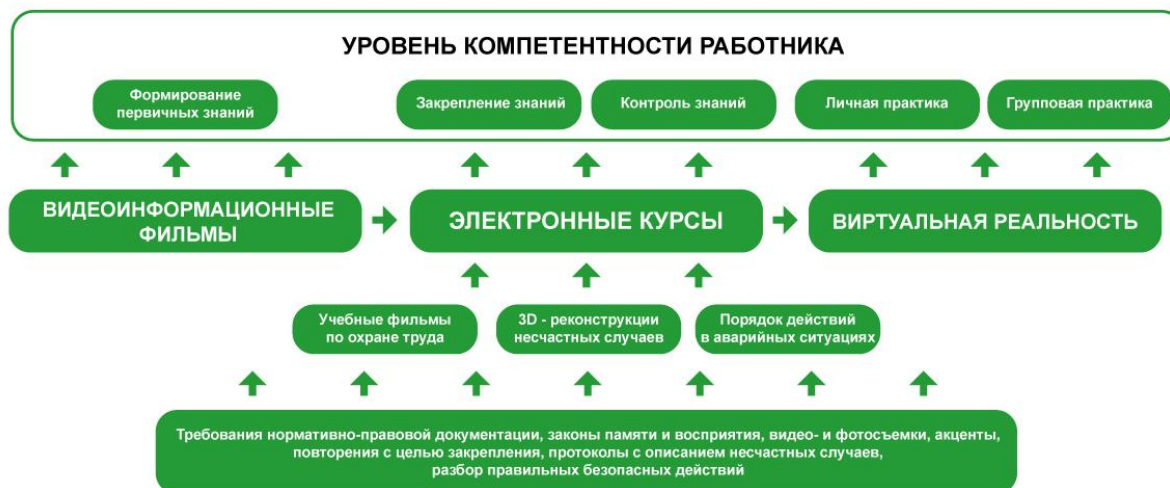 УРОВЕНЬ КОМПЕТЕНТНОСТИ РАБОТНИКА
Формирование
первичных знаний
Закрепление знаний
Контроль знаний
Личная практика
Групповая практика
ВИДЕОИНФОРМАЦИОННЫЕ
ФИЛЬМЫ
ЭЛЕКТРОННЫЕ КУРСЫ
ВИРТУАЛЬНАЯ РЕАЛЬНОСТЬ
Учебные фильмы
по охране труда
3D - реконструкции
несчастных случаев
Порядок действий
в аварийных ситуациях
Требования нормативно-правовой документации, законы памяти и восприятия, видео- и фотосъемки, акценты,
повторения с целью закрепления, протоколы с описанием несчастных случаев,
разбор правильных безопасных действий